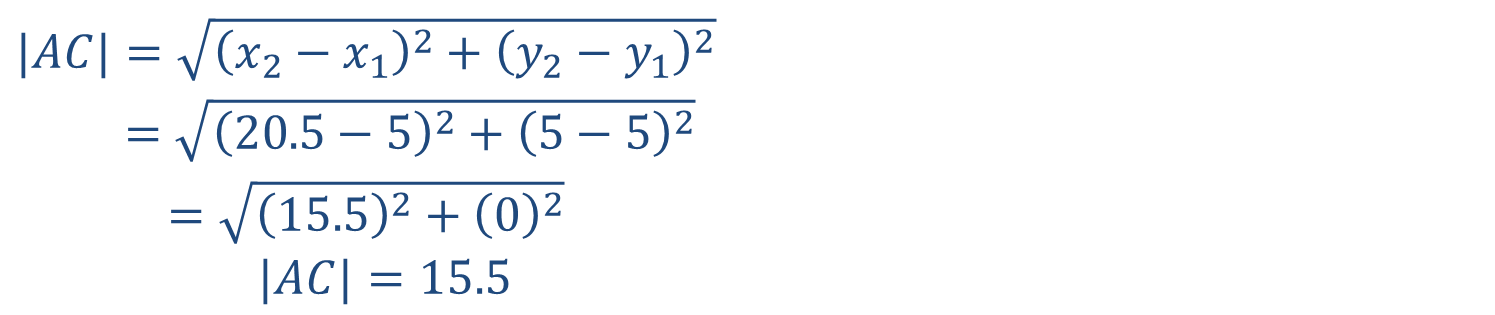 |AC| = √(x₂ − x₁)² + (y₂ − y₁)²
= √(20.5 − 5)² + (5 − 5)²
= √(15.5)² + (0)²
|AC| = 15.5